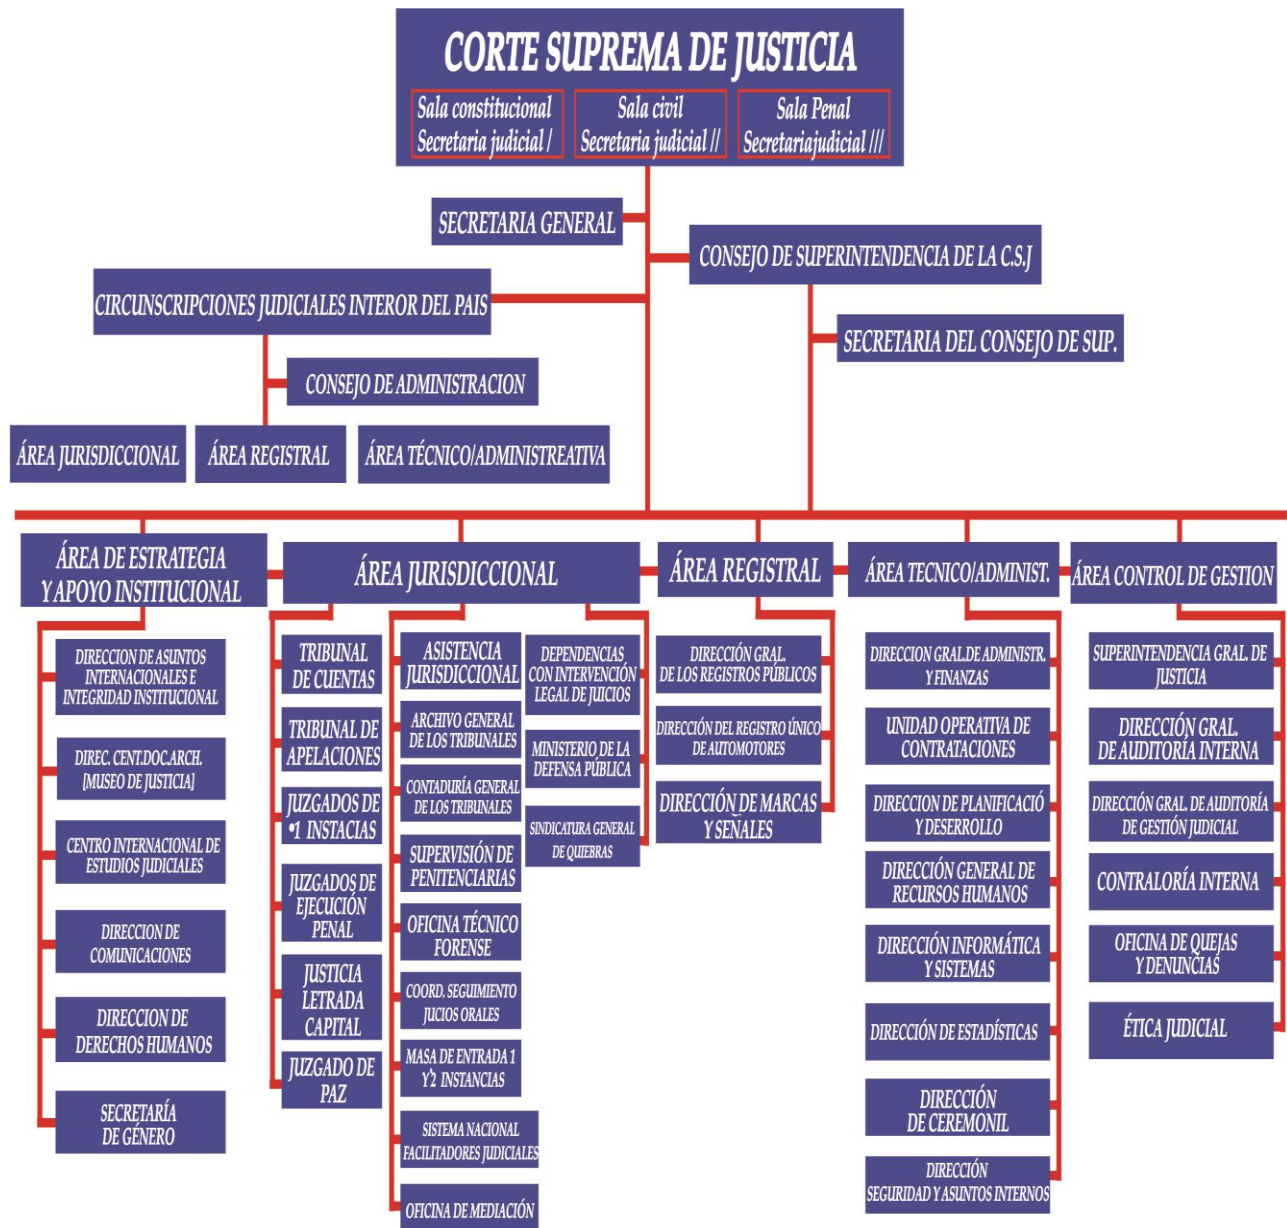 CORTE SUPREMA DE JUSTICIA
Sala constitucional
Secretaria judicial /
Sala civil
Secretaria judicial //
Sala Penal
Secretariajudicial ///
SECRETARIA GENERAL
CONSEJO DE SUPERINTENDENCIA DE LA C.S.J
CIRCUNSCRIPCIONES JUDICIALES INTEROR DEL PAIS
SECRETARIA DEL CONSEJO DE SUP.
CONSEJO DE ADMINISTRACION
ÁREA JURISDICCIONAL
ÁREA REGISTRAL
ÁREA TÉCNICO/ADMINISTREATIVA
ÁREA DE ESTRATEGIA
Y APOYO INSTITUCIONAL
ÁREA JURISDICCIONAL
ÁREA REGISTRAL
ÁREA TECNICO/ADMINIST.
ÁREA CONTROL DE GESTION
DIRECCION DE ASUNTOS
INTERNACIONALES E
INTEGRIDAD INSTITUCIONAL
DIREC. CENT.DOC.ARCH.
[MUSEO DE JUSTICIA]
CENTRO INTERNACIONAL DE
ESTUDIOS JUDICIALES
DIRECCION DE
COMUNICACIONES
DIRECCION DE
DERECHOS HUMANOS
SECRETARÍA
DE GÉNERO
TRIBUNAL
DE CUENTAS
TRIBUNAL DE
APELACIONES
JUZGADOS DE
•1 INSTACIAS
JUZGADOS DE
EJECUCIÓN
PENAL
JUSTICIA
LETRADA
CAPITAL
JUZGADO DE
PAZ
ASISTENCIA
JURISDICCIONAL
ARCHIVO GENERAL
DE LOS TRIBUNALES
CONTADURÍA GENERAL
DE LOS TRIBUNALES
SUPERVISIÓN DE
PENITENCIARIAS
OFICINA TÉCNICO
FORENSE
COORD. SEGUIMIENTO
JUCIOS ORALES
MASA DE ENTRADA 1
Y'2 INSTANCIAS
SISTEMA NACIONAL
FACILITADORES JUDICIALES
OFICINA DE MEDIACIÓN
DEPENDENCIAS
CON INTERVENCIÓN
LEGAL DE JUICIOS
MINISTERIO DE LA
DEFENSA PÚBLICA
SINDICATURA GENERAL
DE QUIEBRAS
DIRECCIÓN GRAL.
DE LOS REGISTROS PÚBLICOS
DIRECCIÓN DEL REGISTRO ÚNICO
DE AUTOMOTORES
DIRECCIÓN DE MARCAS
Y SEÑALES
DIRECCION GRAL.DE ADMINISTR.
Y FINANZAS
UNIDAD OPERATIVA DE
CONTRATACIONES
DIRECCION DE PLANIFICACIÓ
Y DESERROLLO
DIRECCIÓN GENERAL DE
RECURSOS HUMANOS
DIRECCIÓN INFORMÁTICA
Y SISTEMAS
DIRECCIÓN DE ESTADÍSTICAS
DIRECCIÓN
DE CEREMONIL
DIRECCIÓN
SEGURIDAD Y ASUNTOS INTERNOS
SUPERINTENDENCIA GRAL. DE
JUSTICIA
DIRECCIÓN GRAL.
DE AUDITORÍA INTERNA
DIRECCIÓN GRAL. DE AUDITORÍA
DE GESTIÓN JUDICIAL
CONTRALORÍA INTERNA
OFICINA DE QUEJAS
Y DENUNCIAS
ÉTICA JUDICIAL